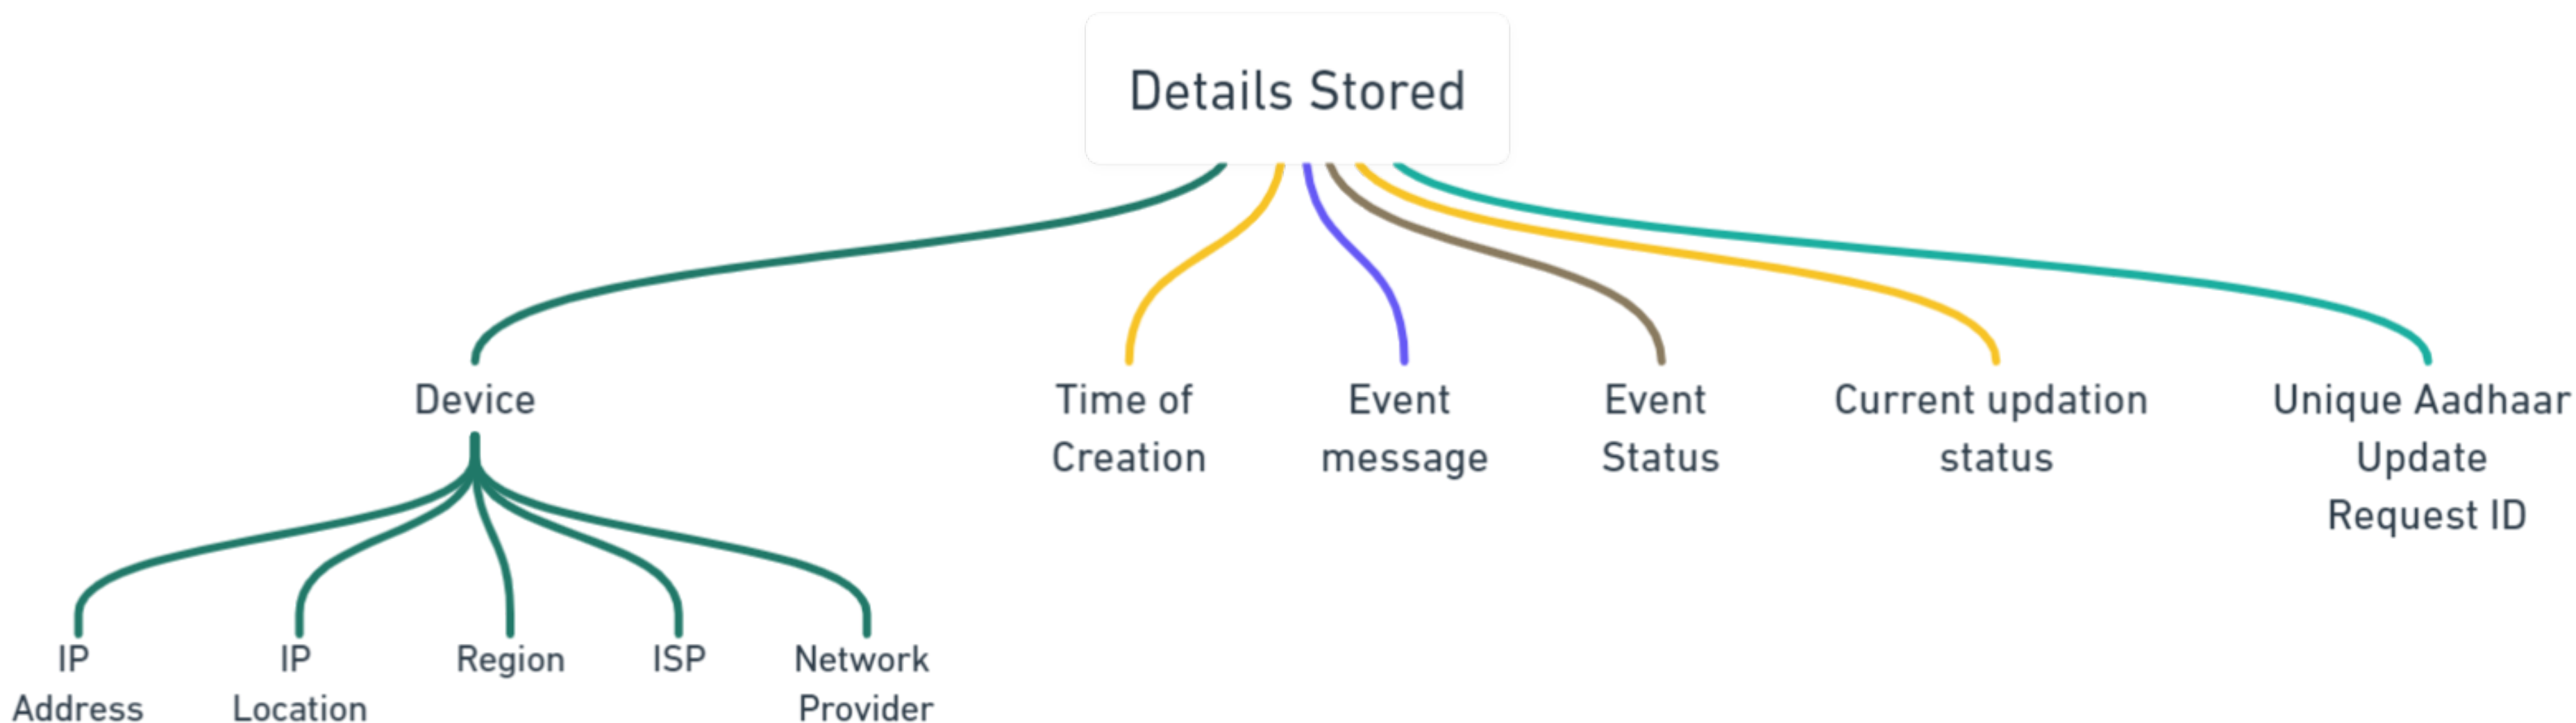 Details Stored
Device
Time of
Creation
Event
message
Event
Status
Current updation
status
Unique Aadhaar
Update
Request ID
IP
Address
IP
Location
Region
ISP
Network
Provider